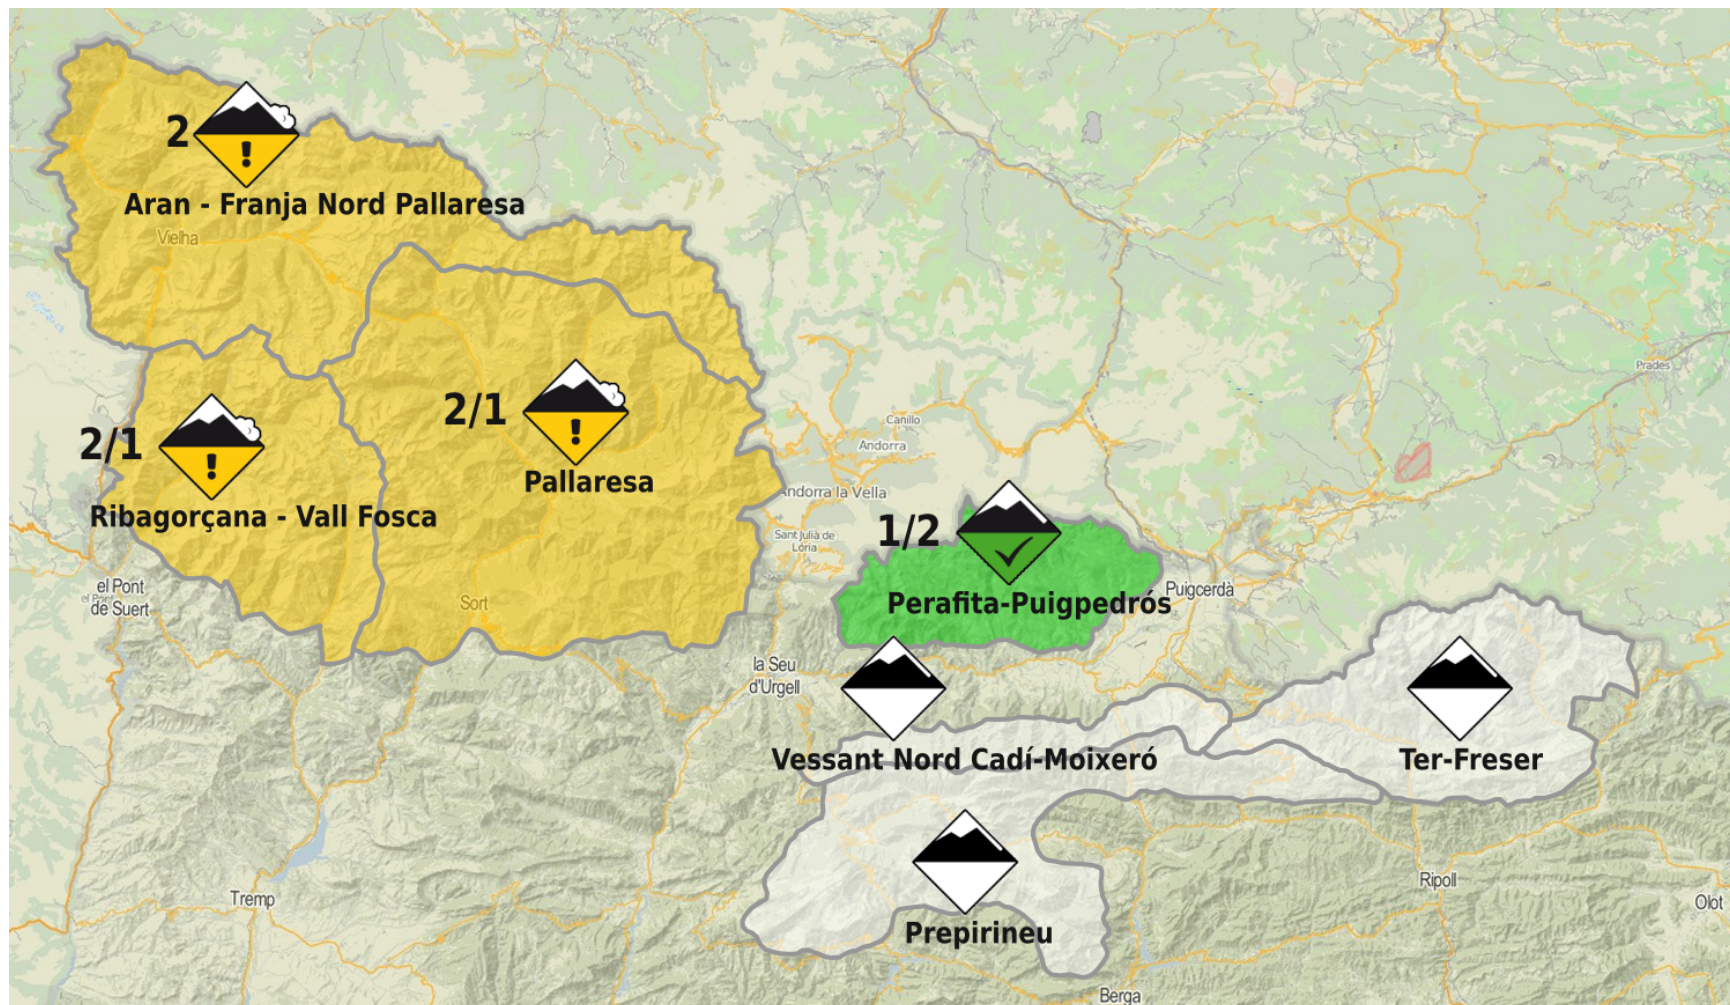 2
Aran - Franja Nord Pallaresa
Vielha
Prades
2/1
Canillo
2/1
Andorra
Pallaresa
Andorra la Vella
Ribagorçana - Vall Fosca
1/2
Sant Julià de
Lòria
el Pont
de Suert
Puigcerdà
Sort
Perafita-Puigpedrós
la Seu
d'Urgell
Vessant Nord Cadí-Moixeró
Ter-Freser
Ripoll
Tremp
Olot
Prepirineu
Berga